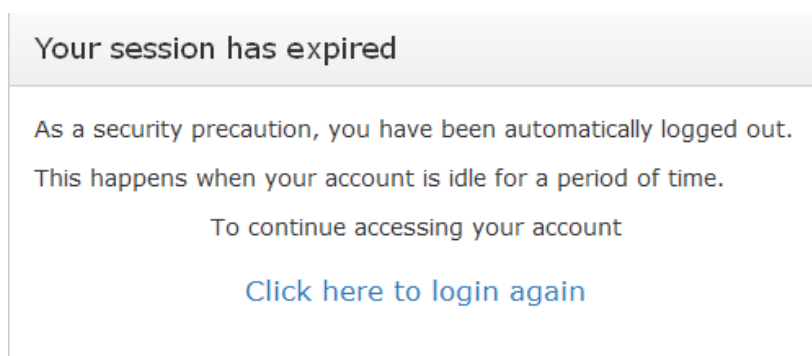 Your session has expired
As a security precaution, you have been automatically logged out.
This happens when your account is idle for a period of time.
To continue accessing your account
Click here to login again